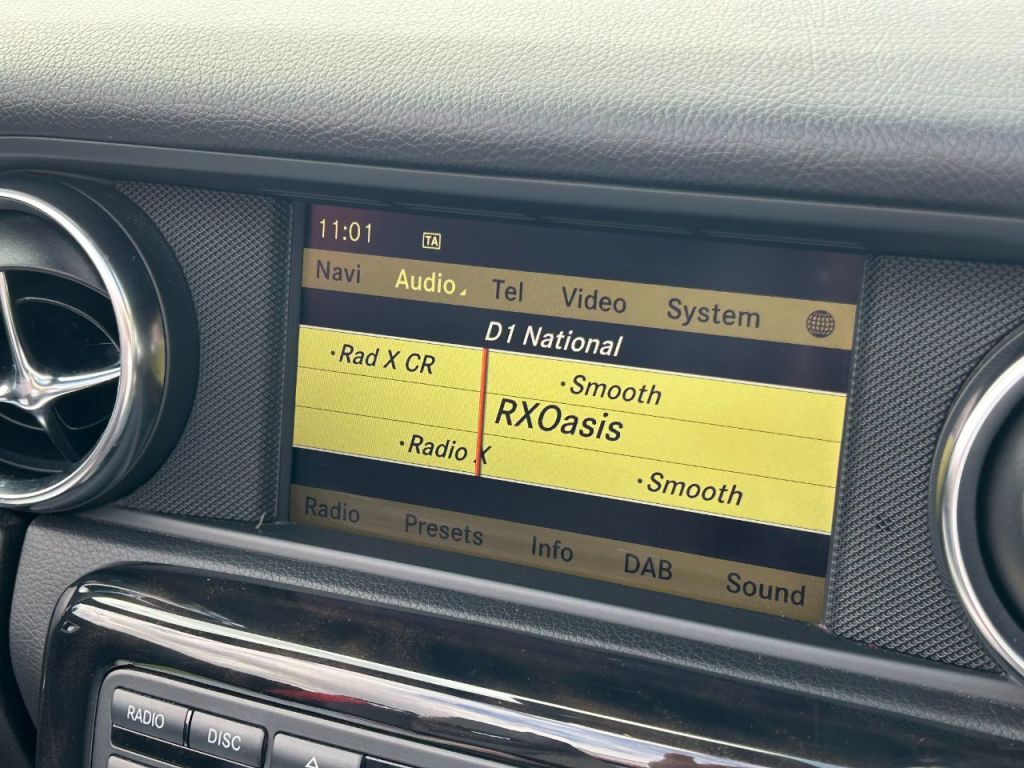 11:01 TA
Navi Audio Tel Video System
D1 National
·Rad X CR
·Smooth
RXOasis
·Radio X
·Smooth
Radio Presets Info DAB Sound
RADIO DISC